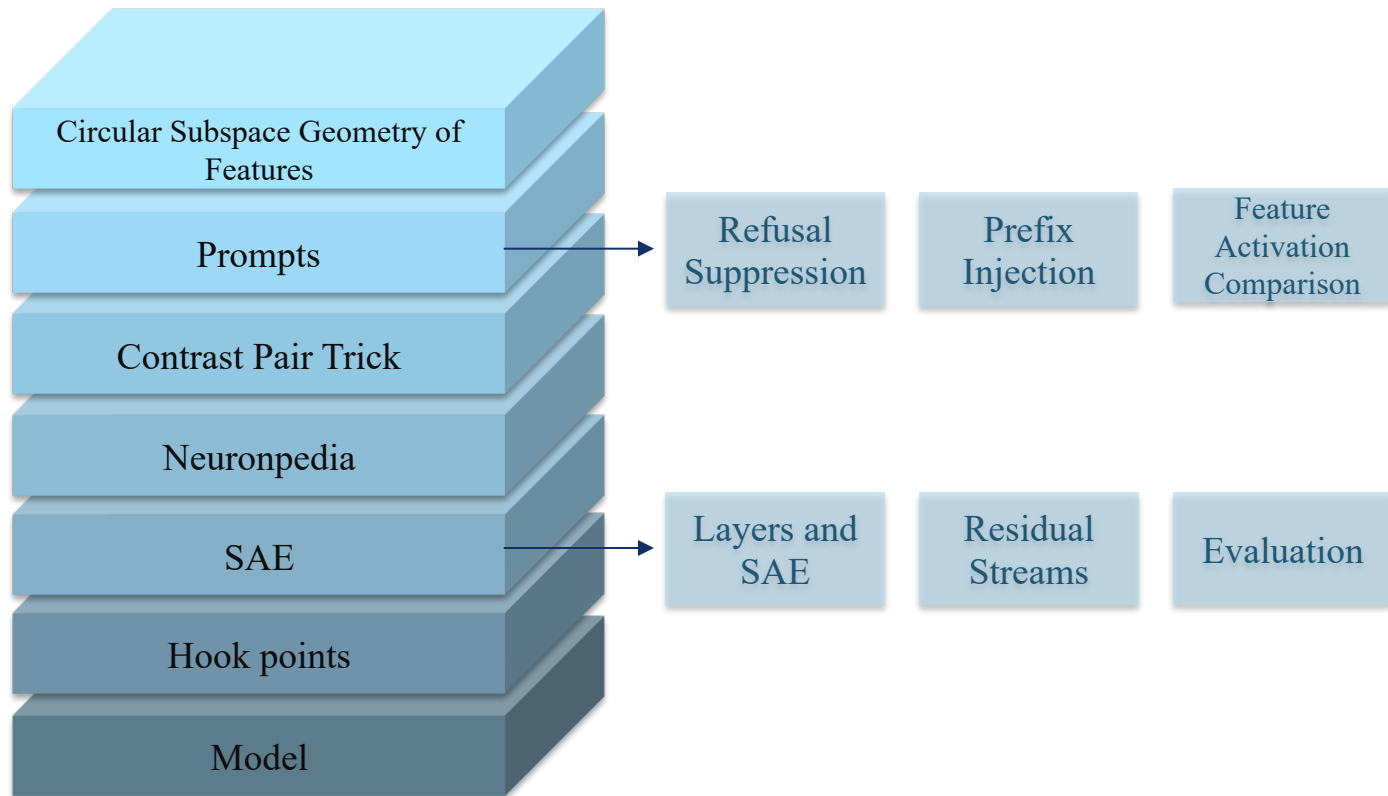 Circular Subspace Geometry of
Features
Prompts
Refusal
Suppression
Prefix
Injection
Feature
Activation
Comparison
Contrast Pair Trick
Neuronpedia
SAE
Layers and
SAE
Residual
Streams
Evaluation
Hook points
Model